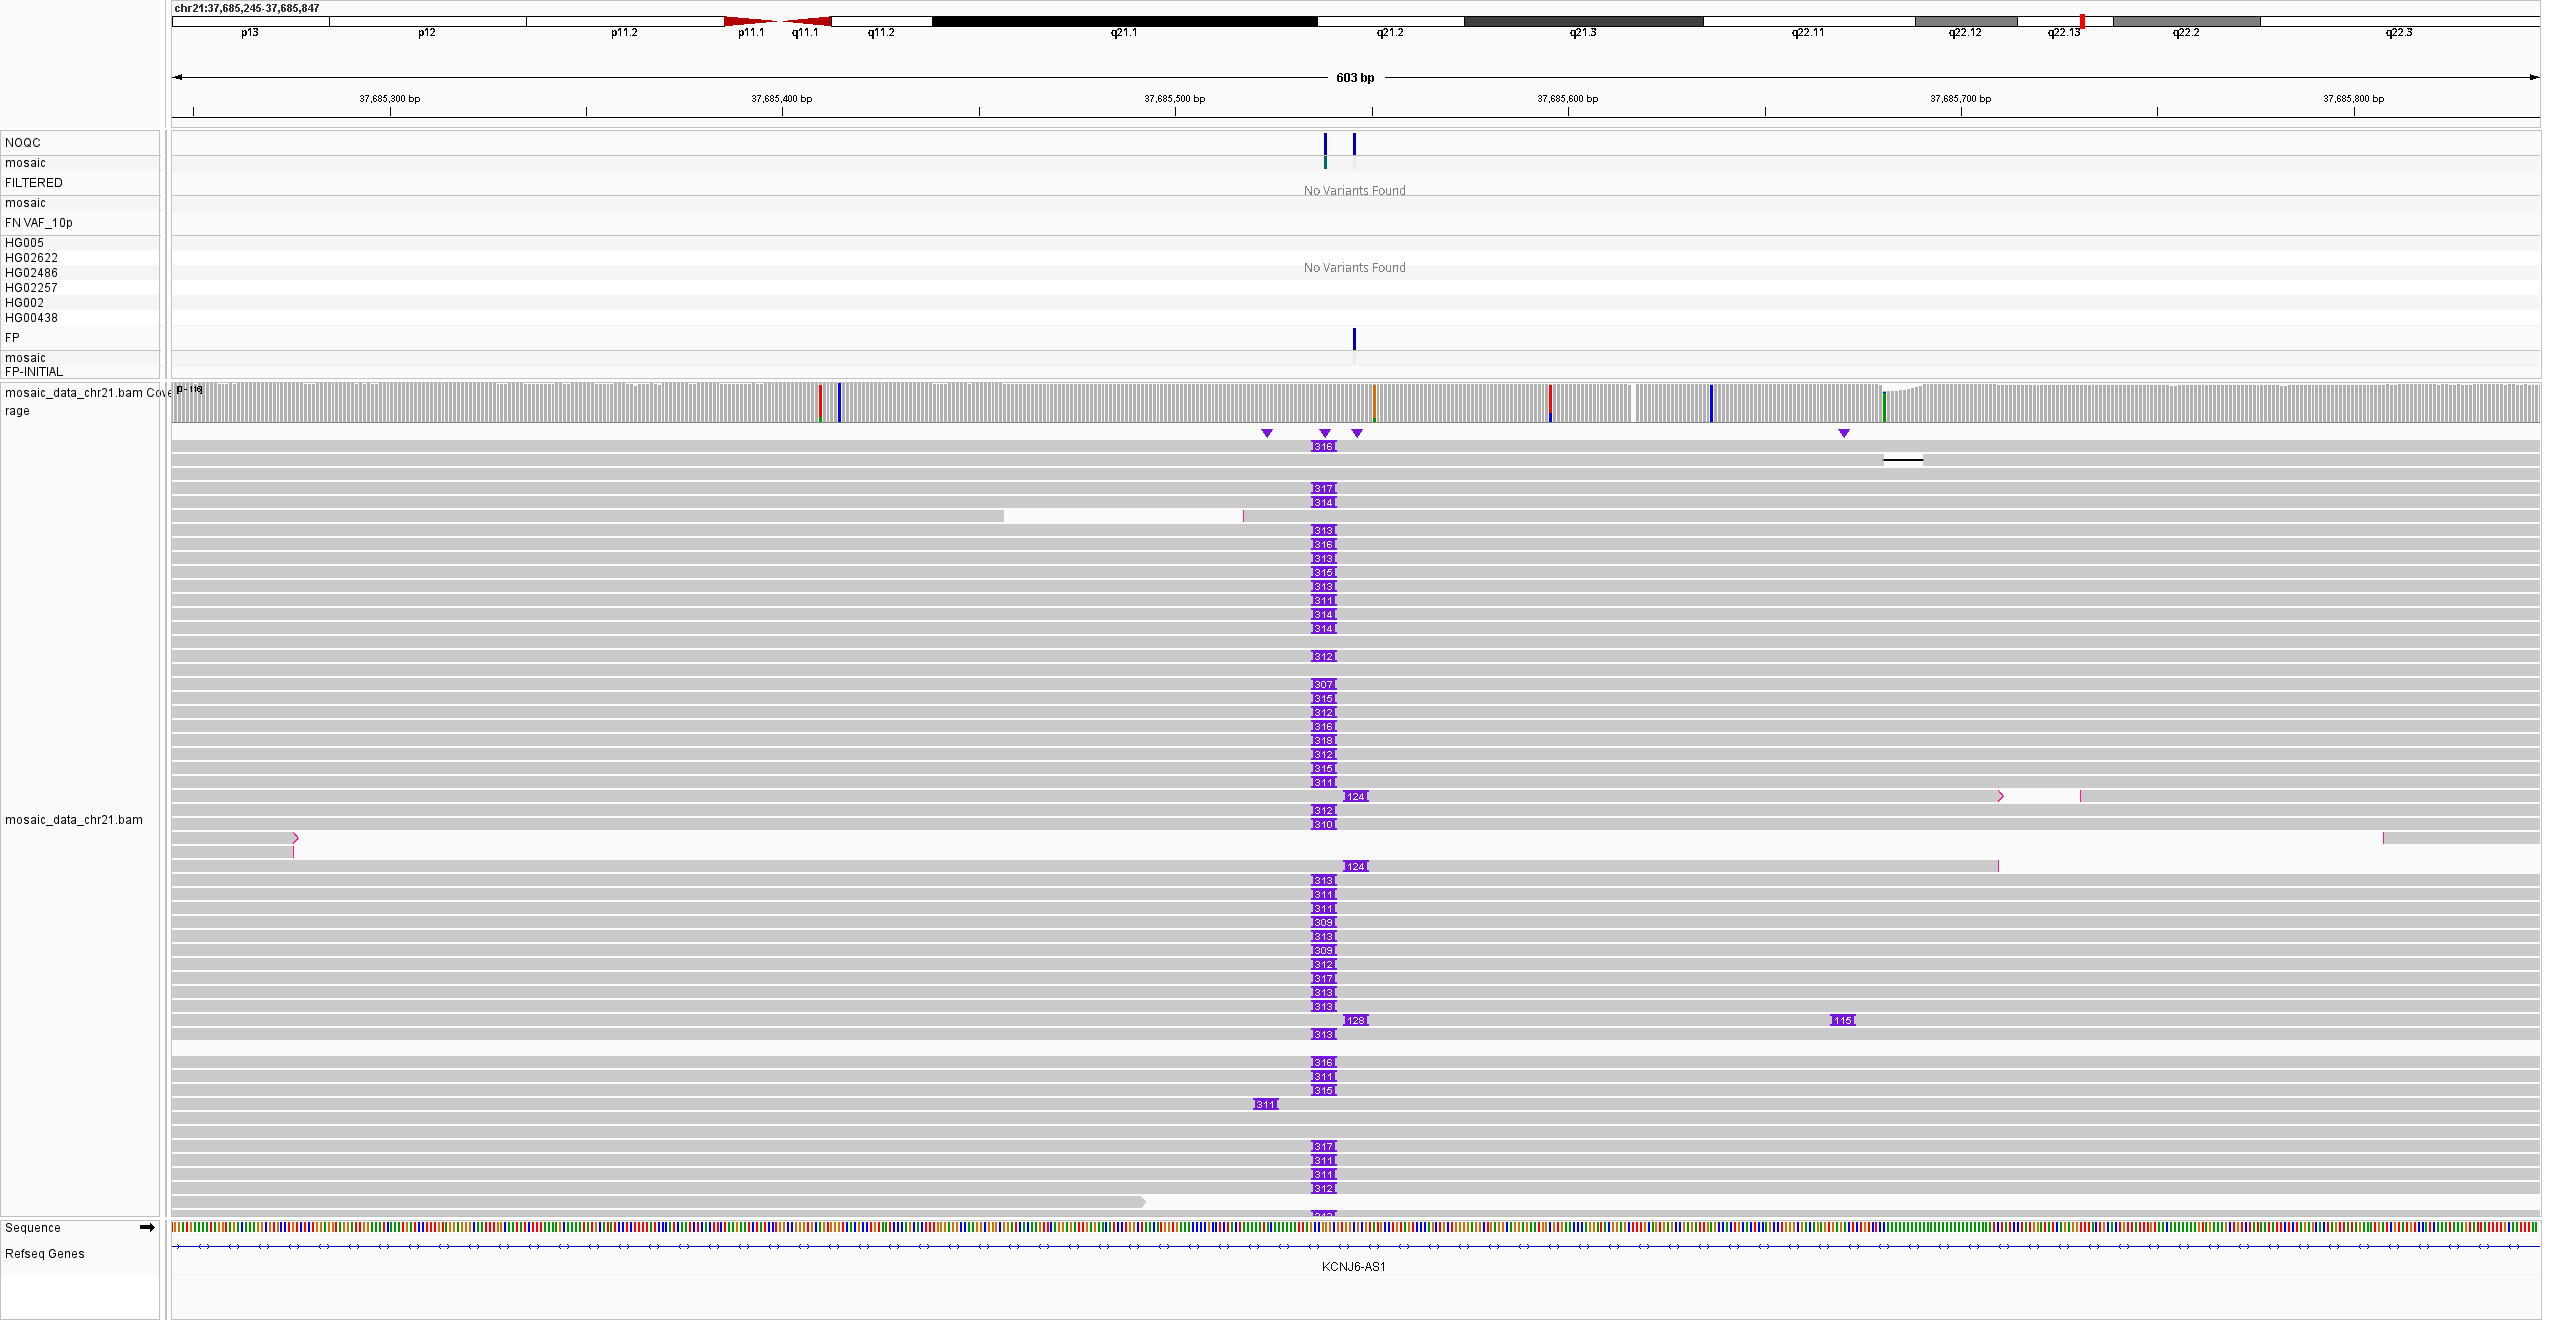 chr21:37,685,245-37,685,847
p13 p12 p11.2 p11.1 q11.1 q11.2 q21.1 q21.2 q21.3 q22.11 q22.12 q22.13 q22.2 q22.3
603 bp
37,685,300 bp 37,685,400 bp 37,685,500 bp 37,685,600 bp 37,685,700 bp 37,685,800 bp
NOQC
mosaic
FILTERED
No Variants Found
mosaic
FN VAF_10p
HG005
HG02622
No Variants Found
HG02486
HG02257
HG002
HG00438
FP
mosaic
FP-INITIAL
mosaic_data_chr21.bam Cove
rage
[0 - 116]
316
317
314
313
316
313
315
313
311
314
314
312
307
315
312
316
318
312
315
311
124
312
310
mosaic_data_chr21.bam
124
313
311
311
309
313
309
312
317
313
313
128 115
313
316
311
315
311
317
311
311
312
Sequence
Refseq Genes
KCNJ6-AS1